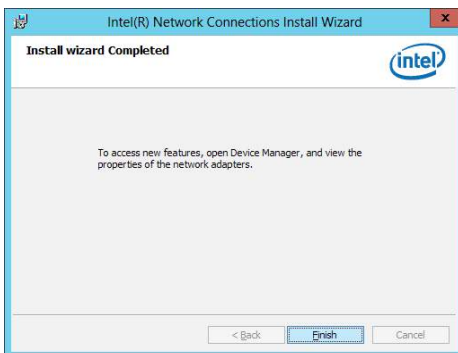 Intel(R) Network Connections Install Wizard
x
Install wizard Completed
intel
To access new features, open Device Manager, and view the
properties of the network adapters.
< Back
Finish
Cancel